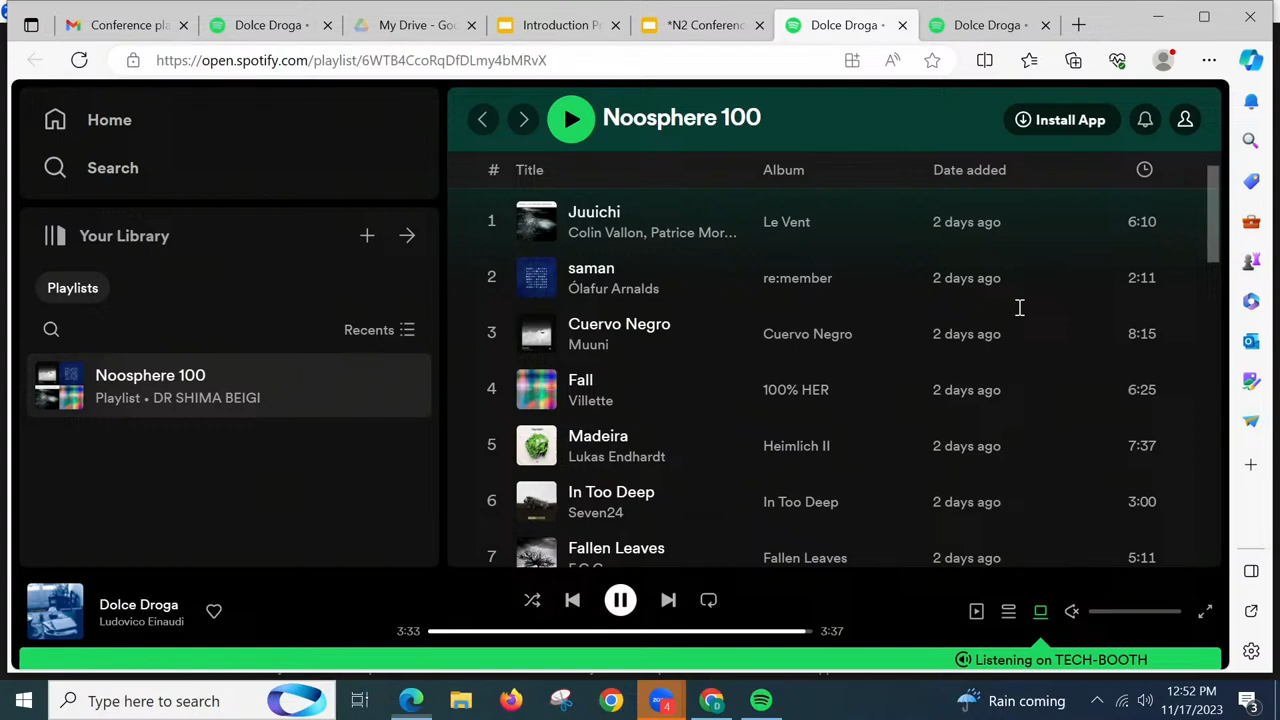 Conference pla
Dolce Droga •
My Drive - Goo
Introduction Po
*N2 Conferenc
Dolce Droga •
Dolce Droga •
https://open.spotify.com/playlist/6WTB4CcoRqDfDLmy4bMRvX
Home
Search
Your Library
Playlists
Recents
Noosphere 100
Playlist • DR SHIMA BEIGI
Noosphere 100
Install App
# Title Album Date added
1 Juuichi Le Vent 2 days ago 6:10
Colin Vallon, Patrice Mor...
2 saman re:member 2 days ago 2:11
Ólafur Arnalds
3 Cuervo Negro Cuervo Negro 2 days ago 8:15
Muuni
4 Fall 100% HER 2 days ago 6:25
Villette
5 Madeira Heimlich II 2 days ago 7:37
Lukas Endhardt
6 In Too Deep In Too Deep 2 days ago 3:00
Seven24
7 Fallen Leaves Fallen Leaves 2 days ago 5:11
Dolce Droga
Ludovico Einaudi
3:33 3:37
Listening on TECH-BOOTH
Type here to search
4
Rain coming
12:52 PM
11/17/2023
3